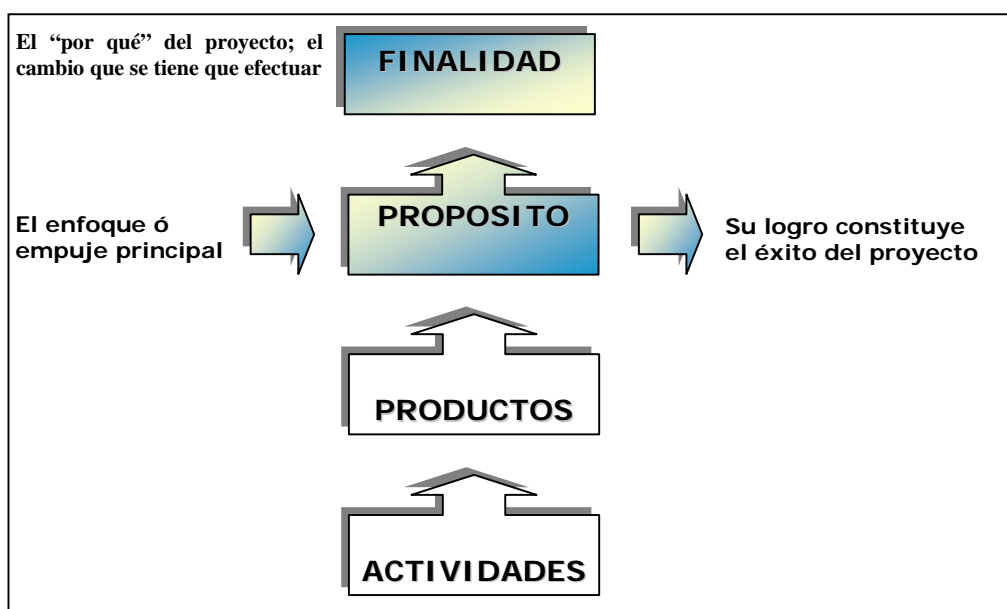 El “por qué” del proyecto; el
cambio que se tiene que efectuar
FINALIDAD
El enfoque ó
empuje principal
PROPOSITO
Su logro constituye
el éxito del proyecto
PRODUCTOS
ACTIVIDADES